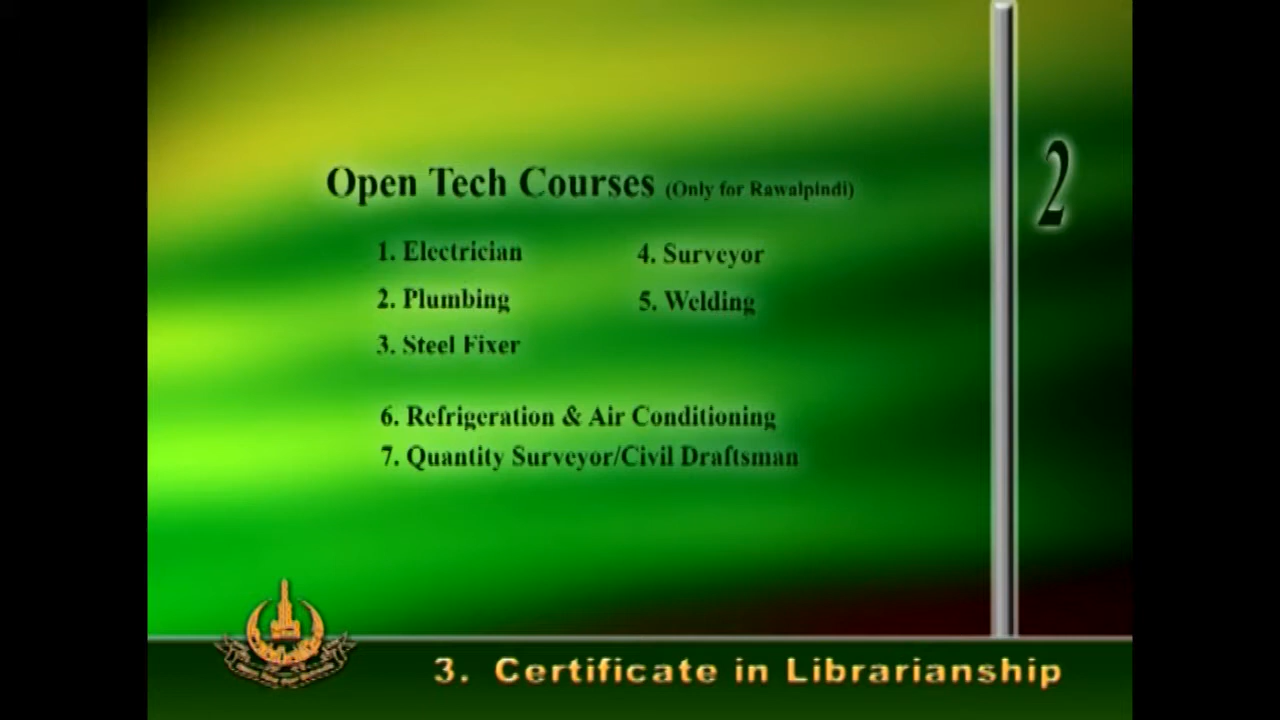 Open Tech Courses (Only for Rawalpindi)
2
1. Electrician
4. Surveyor
2. Plumbing
5. Welding
3. Steel Fixer
6. Refrigeration & Air Conditioning
7. Quantity Surveyor/Civil Draftsman
3. Certificate in Librarianship